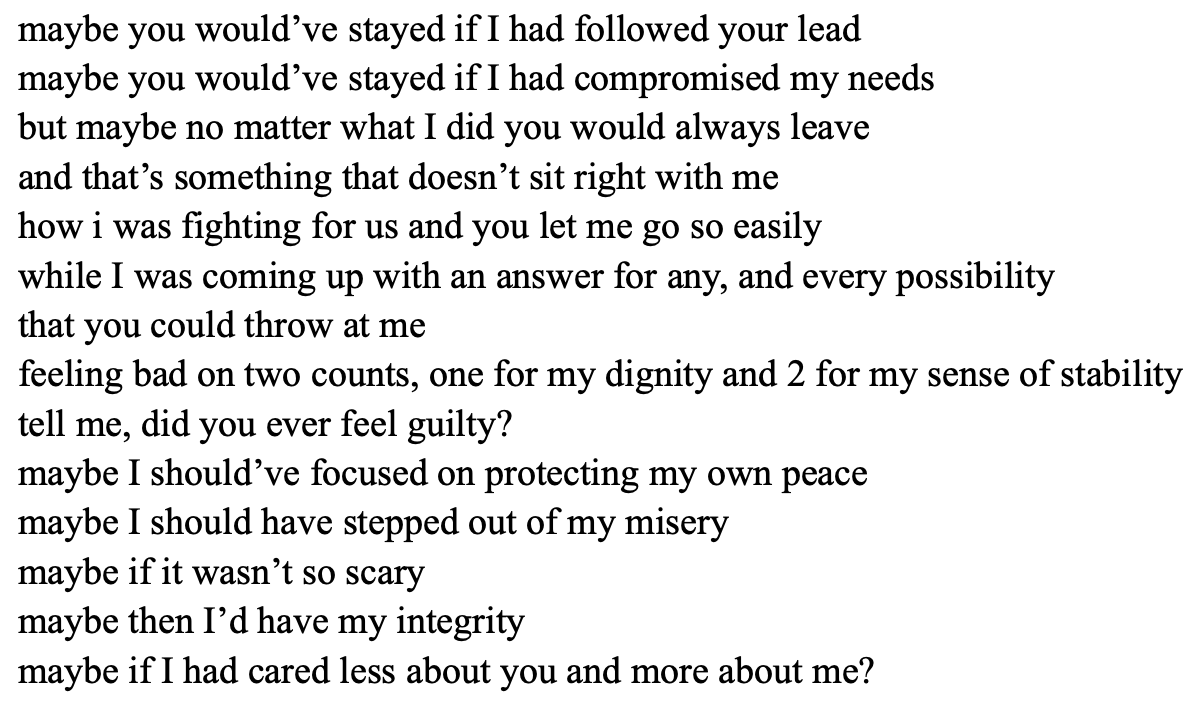 maybe you would’ve stayed if I had followed your lead
maybe you would’ve stayed if I had compromised my needs
but maybe no matter what I did you would always leave
and that’s something that doesn’t sit right with me
how i was fighting for us and you let me go so easily
while I was coming up with an answer for any, and every possibility
that you could throw at me
feeling bad on two counts, one for my dignity and 2 for my sense of stability
tell me, did you ever feel guilty?
maybe I should’ve focused on protecting my own peace
maybe I should have stepped out of my misery
maybe if it wasn’t so scary
maybe then I’d have my integrity
maybe if I had cared less about you and more about me?